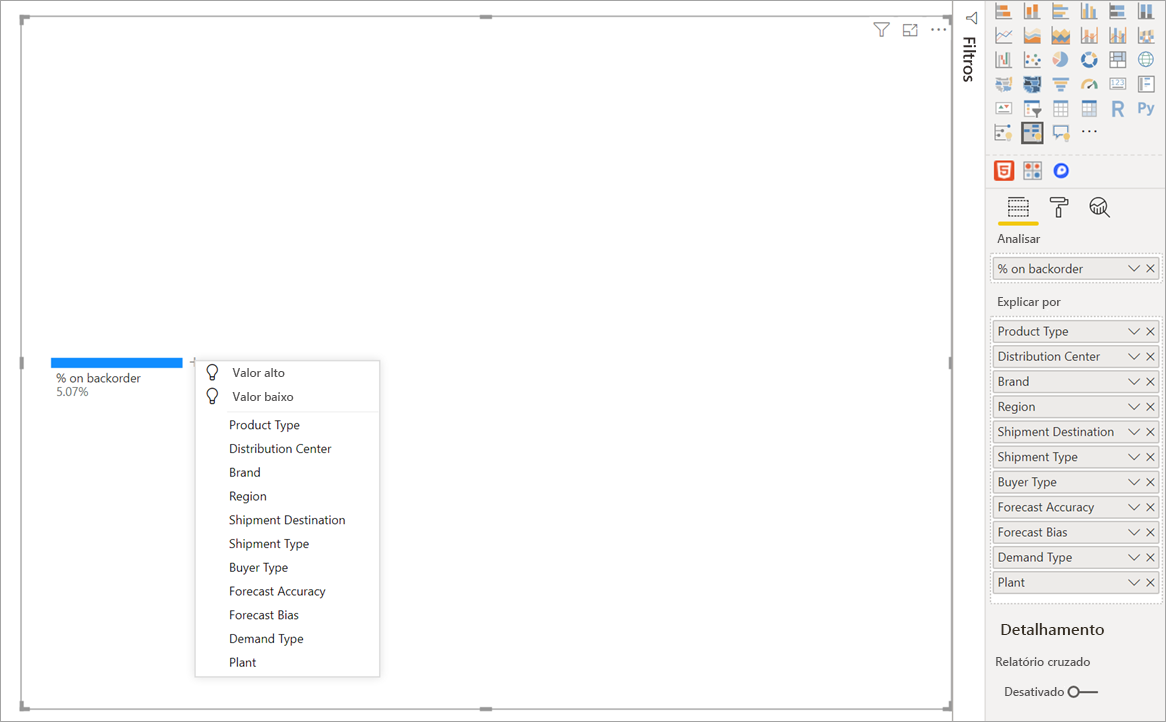 % on backorder
5.07%
Valor alto
Valor baixo
Product Type
Distribution Center
Brand
Region
Shipment Destination
Shipment Type
Buyer Type
Forecast Accuracy
Forecast Bias
Demand Type
Plant
Filtros
123
R
Py
5
Analisar
% on backorder
Explicar por
Product Type
Distribution Center
Brand
Region
Shipment Destination
Shipment Type
Buyer Type
Forecast Accuracy
Forecast Bias
Demand Type
Plant
Detalhamento
Relatório cruzado
Desativado